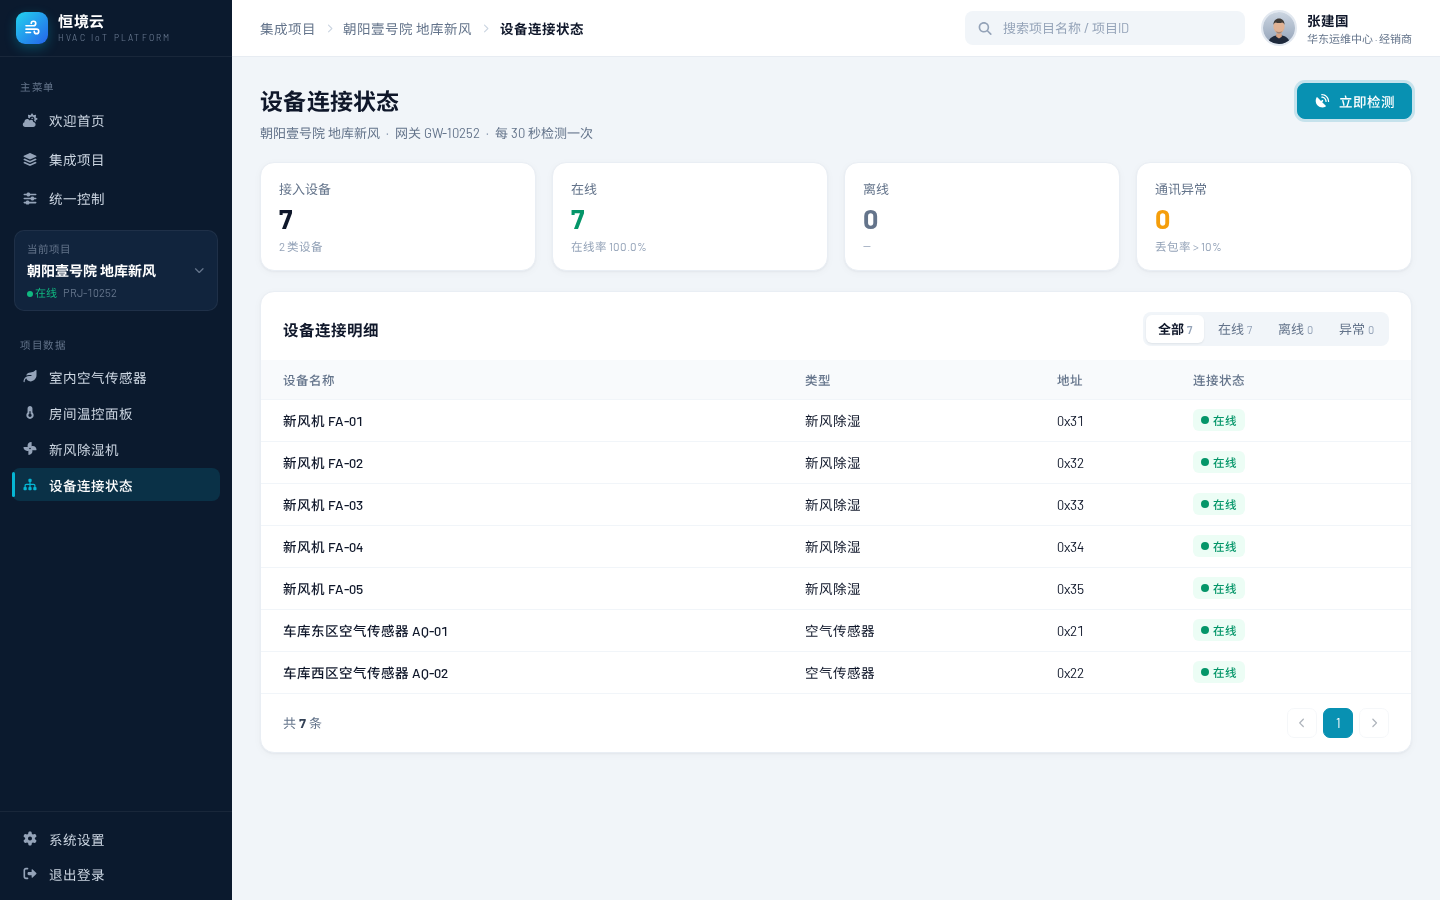 恒境云
HVAC IoT PLATFORM
主菜单
欢迎首页
集成项目
统一控制
当前项目
朝阳壹号院 地库新风
在线 PRJ-10252
项目数据
室内空气传感器
房间温控面板
新风除湿机
设备连接状态
系统设置
退出登录
集成项目 朝阳壹号院 地库新风 设备连接状态
搜索项目名称 / 项目ID
张建国
华东运维中心 · 经销商
设备连接状态
朝阳壹号院 地库新风 · 网关 GW-10252 · 每 30 秒检测一次
立即检测
接入设备
7
2 类设备
在线
7
在线率 100.0%
离线
0
—
通讯异常
0
丢包率 > 10%
设备连接明细
全部 7 在线 7 离线 0 异常 0
设备名称 类型 地址 连接状态
新风机 FA-01 新风除湿 0x31 在线
新风机 FA-02 新风除湿 0x32 在线
新风机 FA-03 新风除湿 0x33 在线
新风机 FA-04 新风除湿 0x34 在线
新风机 FA-05 新风除湿 0x35 在线
车库东区空气传感器 AQ-01 空气传感器 0x21 在线
车库西区空气传感器 AQ-02 空气传感器 0x22 在线
共 7 条
1